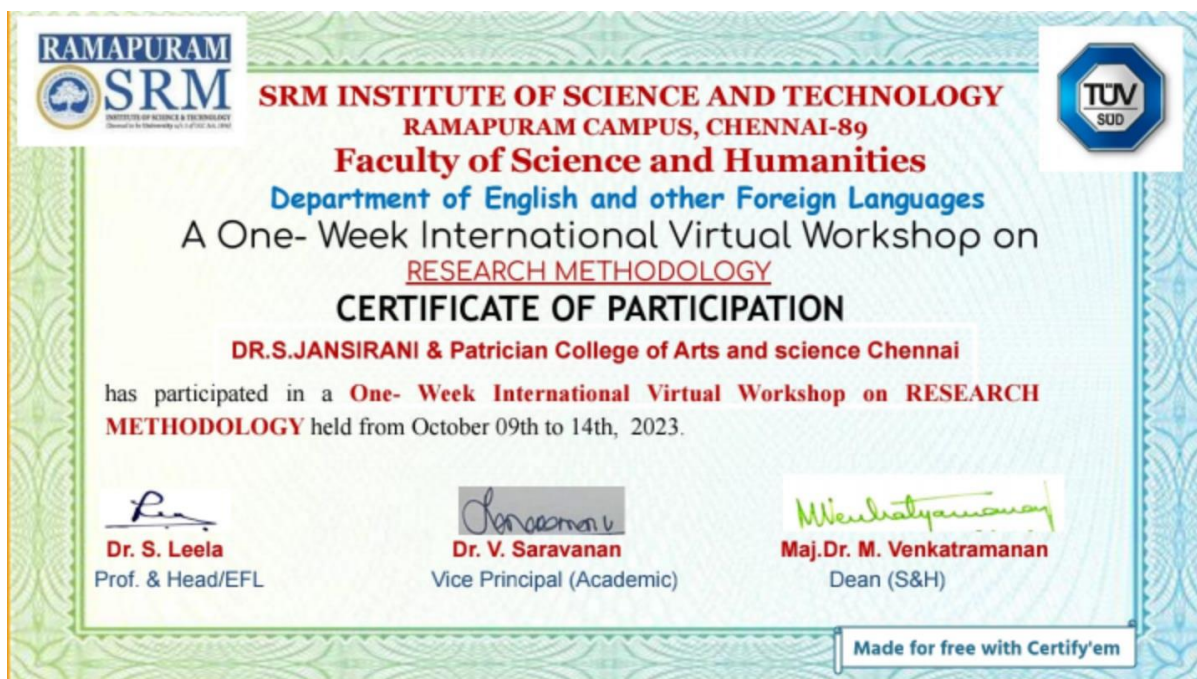 RAMAPURAM
SRM
INSTITUTE OF SCIENCE & TECHNOLOGY
TÜV
SÜD
SRM INSTITUTE OF SCIENCE AND TECHNOLOGY
RAMAPURAM CAMPUS, CHENNAI-89
Faculty of Science and Humanities
Department of English and other Foreign Languages
A One- Week International Virtual Workshop on
RESEARCH METHODOLOGY
CERTIFICATE OF PARTICIPATION
DR.S.JANSIRANI & Patrician College of Arts and science Chennai
has participated in a One- Week International Virtual Workshop on RESEARCH
METHODOLOGY held from October 09th to 14th, 2023.
Dr. S. Leela
Prof. & Head/EFL
Dr. V. Saravanan
Vice Principal (Academic)
Maj.Dr. M. Venkatramanan
Dean (S&H)
Made for free with Certify'em